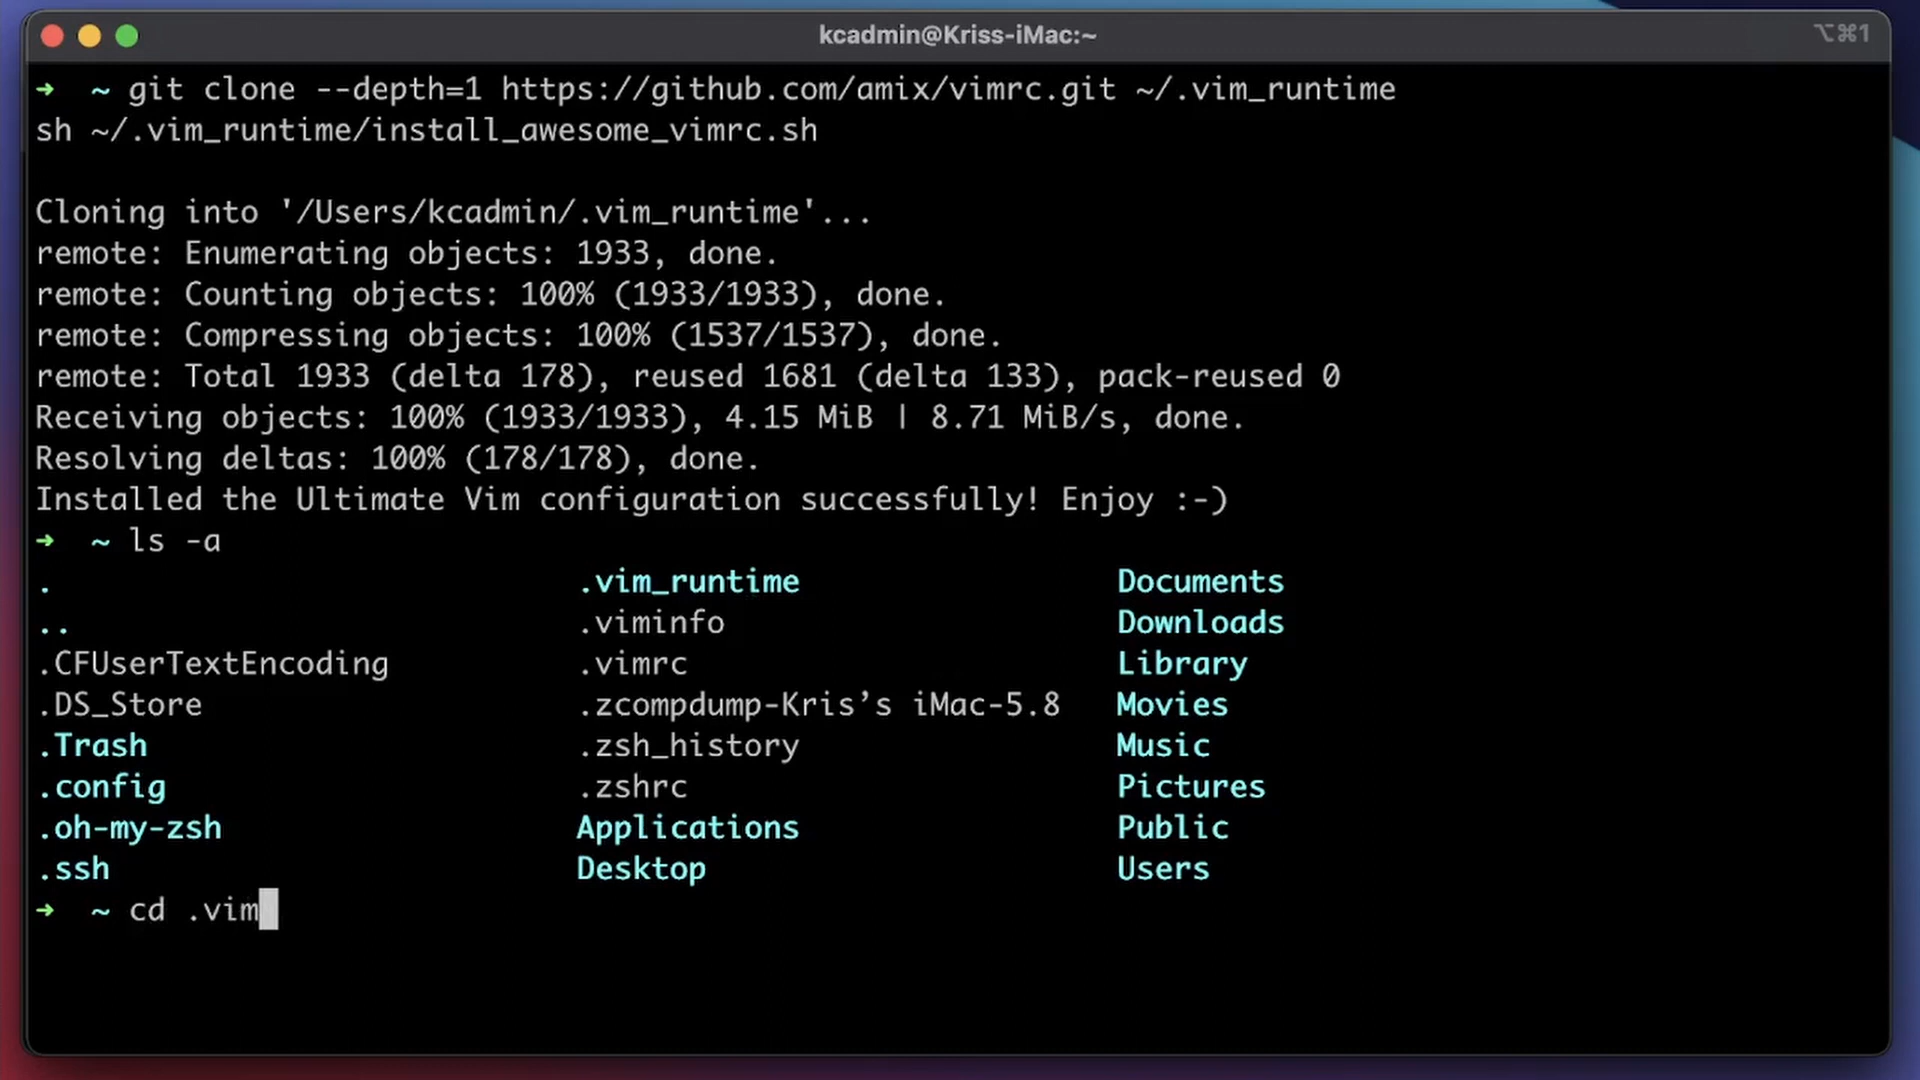 kcadmin@Kriss-iMac:~
⌥⌘1
➜ ~ git clone --depth=1 https://github.com/amix/vimrc.git ~/.vim_runtime
sh ~/.vim_runtime/install_awesome_vimrc.sh
Cloning into '/Users/kcadmin/.vim_runtime'...
remote: Enumerating objects: 1933, done.
remote: Counting objects: 100% (1933/1933), done.
remote: Compressing objects: 100% (1537/1537), done.
remote: Total 1933 (delta 178), reused 1681 (delta 133), pack-reused 0
Receiving objects: 100% (1933/1933), 4.15 MiB | 8.71 MiB/s, done.
Resolving deltas: 100% (178/178), done.
Installed the Ultimate Vim configuration successfully! Enjoy :-)
➜ ~ ls -a
. .vim_runtime Documents
.. .viminfo Downloads
.CFUserTextEncoding .vimrc Library
.DS_Store .zcompdump-Kris’s iMac-5.8 Movies
.Trash .zsh_history Music
.config .zshrc Pictures
.oh-my-zsh Applications Public
.ssh Desktop Users
➜ ~ cd .vim